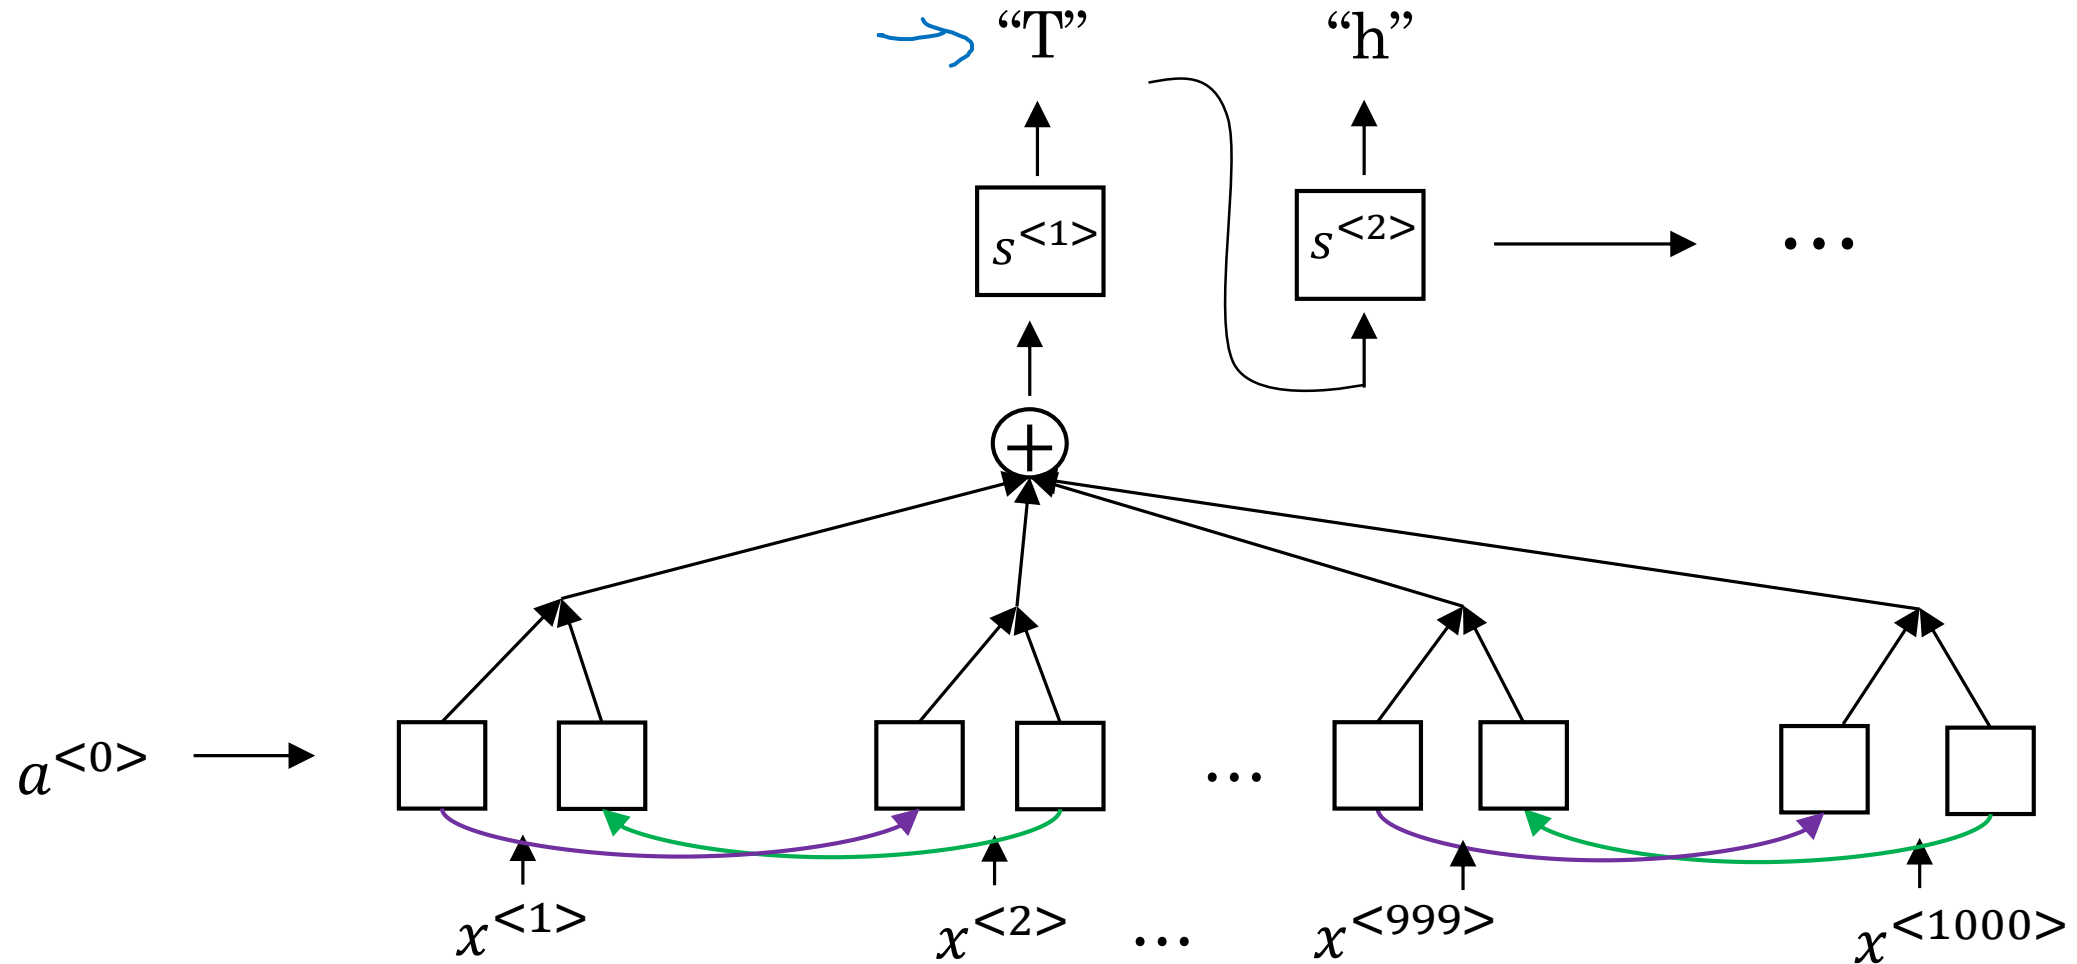 “T” “h”
s<1> s<2> ...
+
a<0> ...
x<1> x<2> ... x<999> x<1000>